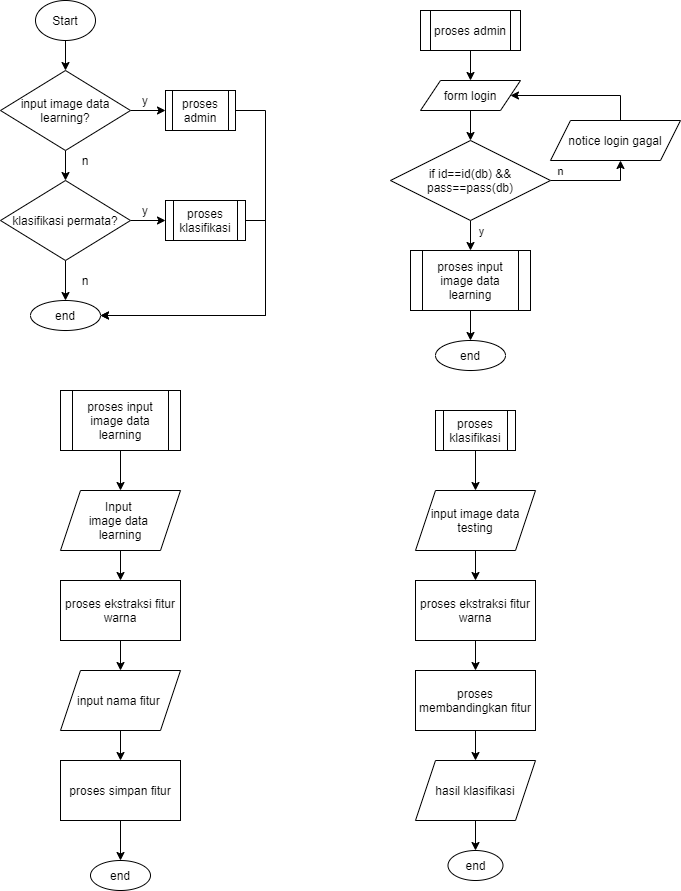 Start
input image data
learning?
y
proses
admin
n
klasifikasi permata?
y
proses
klasifikasi
n
end
proses admin
form login
notice login gagal
if id==id(db) &&
pass==pass(db)
n
y
proses input
image data
learning
end
proses input
image data
learning
Input
image data
learning
proses ekstraksi fitur
warna
input nama fitur
proses simpan fitur
end
proses
klasifikasi
input image data
testing
proses ekstraksi fitur
warna
proses
membandingkan fitur
hasil klasifikasi
end